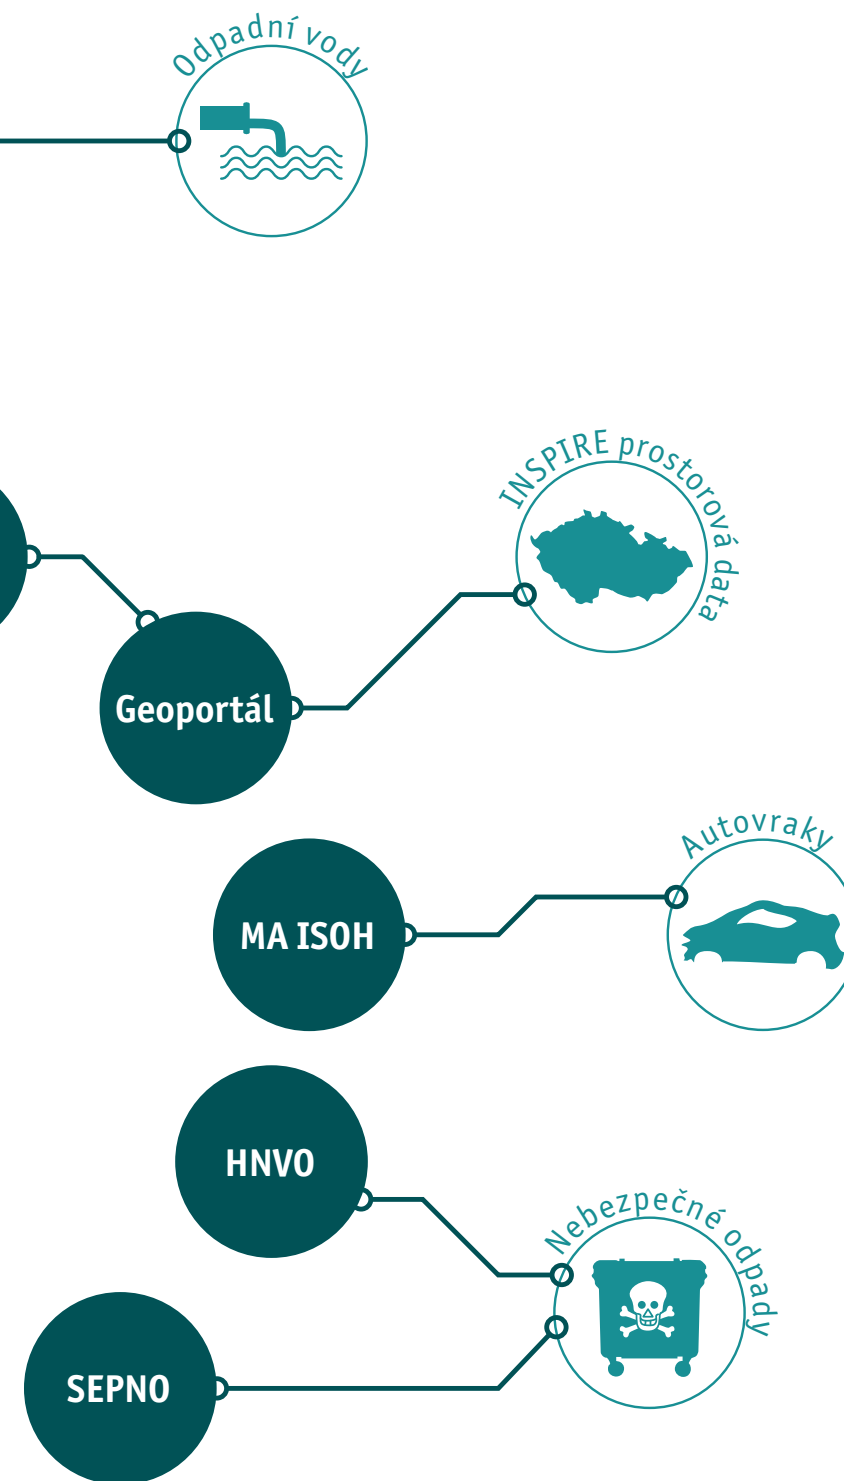 Odpadní vody
INSPIRE prostorová data
Geoportál
Autovraky
MA ISOH
HNVO
Nebezpečné odpady
SEPNO